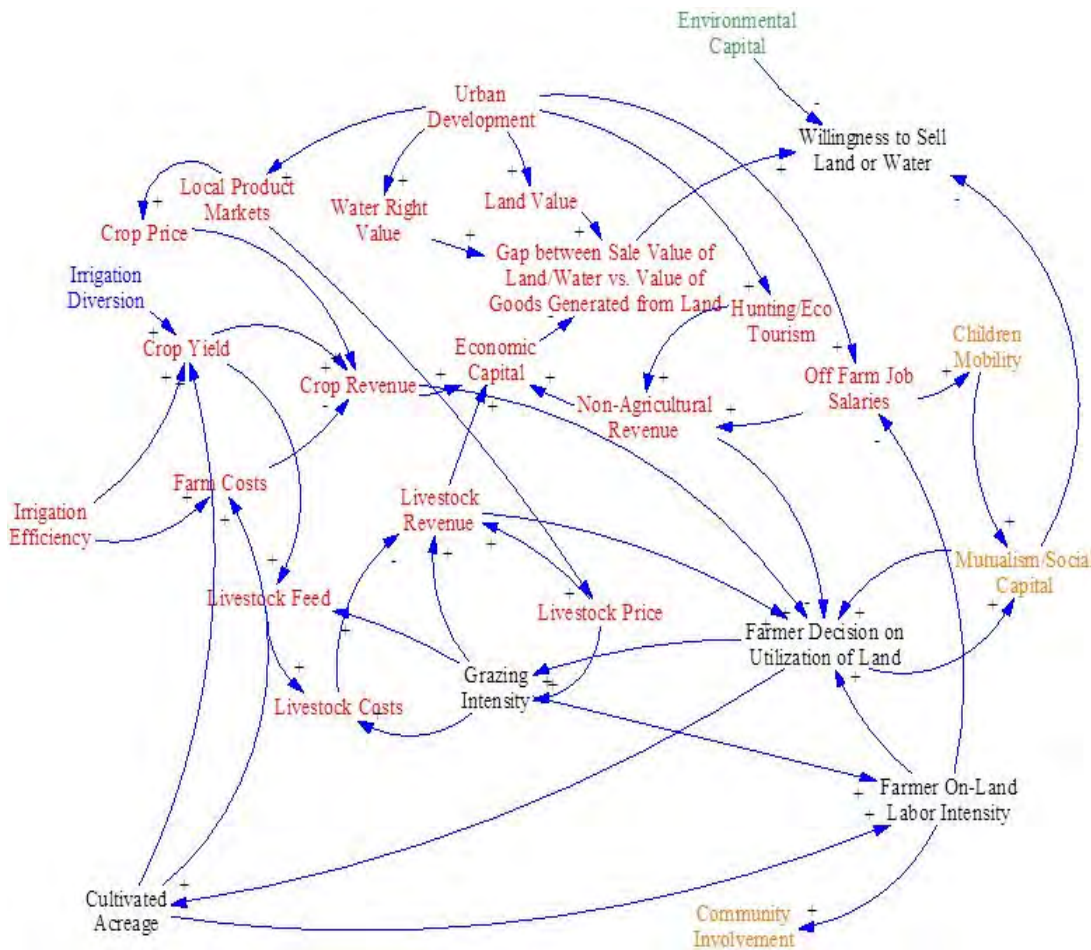 Environmental
Capital
Urban
Development
Willingness to Sell
Land or Water
Local Product
Markets
Water Right
Value
Land Value
Crop Price
Gap between Sale Value of
Land/Water vs. Value of
Goods Generated from Land
Irrigation
Diversion
Hunting/Eco
Tourism
Crop Yield
Economic
Capital
Children
Mobility
Crop Revenue
Off Farm Job
Salaries
Non-Agricultural
Revenue
Farm Costs
Livestock
Revenue
Irrigation
Efficiency
Mutualism/Social
Capital
Livestock Feed
Livestock Price
Farmer Decision on
Utilization of Land
Grazing
Intensity
Livestock Costs
Farmer On-Land
Labor Intensity
Cultivated
Acreage
Community
Involvement